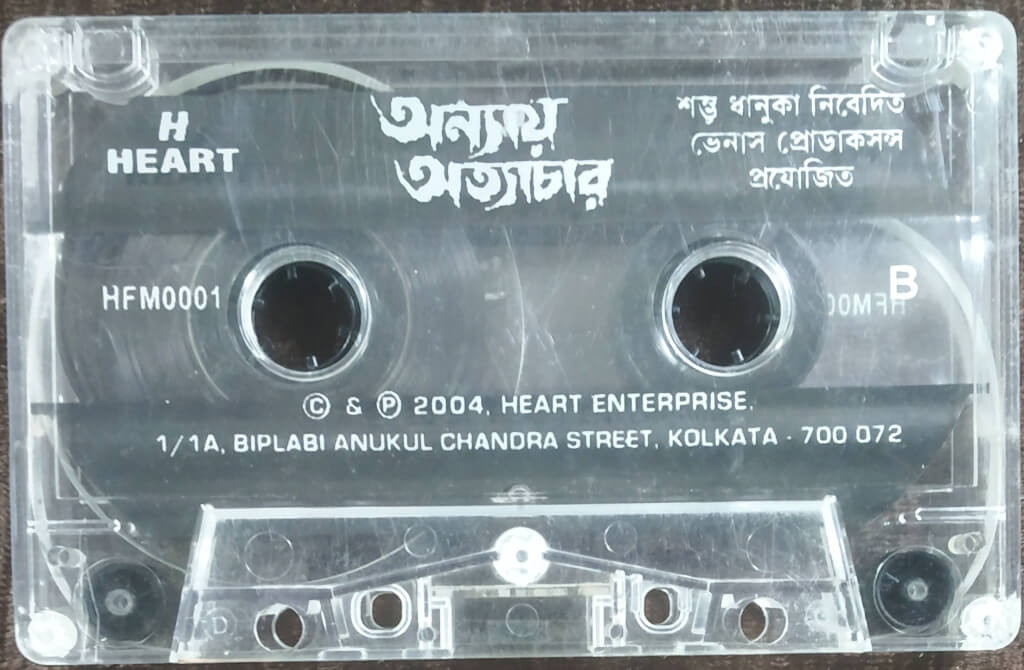 H
HEART
অন্যায়
অত্যাচার
শম্ভু ধানুকা নিবেদিত
ভেনাস প্রোডাকসন্স
প্রযোজিত
HFM0001
B
© & ℗ 2004, HEART ENTERPRISE.
1/1A, BIPLABI ANUKUL CHANDRA STREET, KOLKATA - 700 072